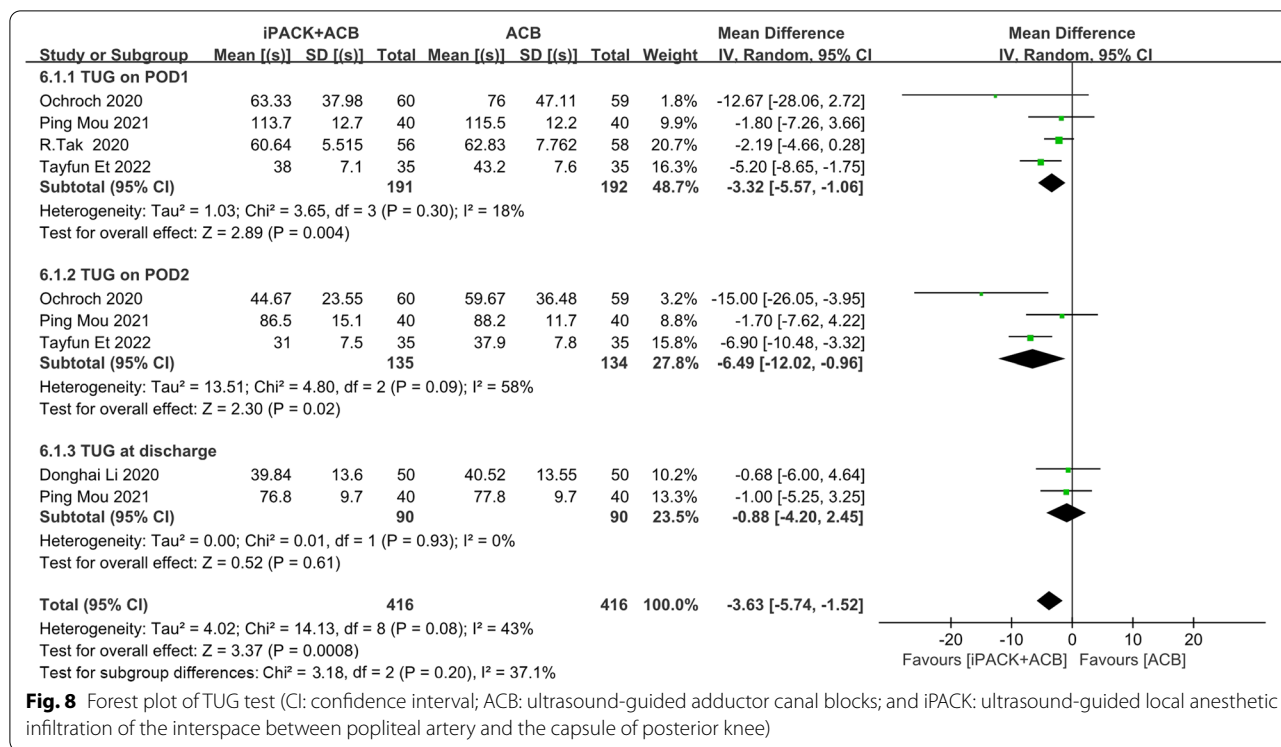 iPACK+ACB ACB Mean Difference Mean Difference
Study or Subgroup Mean [(s)] SD [(s)] Total Mean [(s)] SD [(s)] Total Weight IV, Random, 95% CI IV, Random, 95% CI
6.1.1 TUG on POD1
Ochroch 2020 63.33 37.98 60 76 47.11 59 1.8% -12.67 [-28.06, 2.72]
Ping Mou 2021 113.7 12.7 40 115.5 12.2 40 9.9% -1.80 [-7.26, 3.66]
R.Tak 2020 60.64 5.515 56 62.83 7.762 58 20.7% -2.19 [-4.66, 0.28]
Tayfun Et 2022 38 7.1 35 43.2 7.6 35 16.3% -5.20 [-8.65, -1.75]
Subtotal (95% CI) 191 192 48.7% -3.32 [-5.57, -1.06]
Heterogeneity: Tau² = 1.03; Chi² = 3.65, df = 3 (P = 0.30); I² = 18%
Test for overall effect: Z = 2.89 (P = 0.004)
6.1.2 TUG on POD2
Ochroch 2020 44.67 23.55 60 59.67 36.48 59 3.2% -15.00 [-26.05, -3.95]
Ping Mou 2021 86.5 15.1 40 88.2 11.7 40 8.8% -1.70 [-7.62, 4.22]
Tayfun Et 2022 31 7.5 35 37.9 7.8 35 15.8% -6.90 [-10.48, -3.32]
Subtotal (95% CI) 135 134 27.8% -6.49 [-12.02, -0.96]
Heterogeneity: Tau² = 13.51; Chi² = 4.80, df = 2 (P = 0.09); I² = 58%
Test for overall effect: Z = 2.30 (P = 0.02)
6.1.3 TUG at discharge
Donghai Li 2020 39.84 13.6 50 40.52 13.55 50 10.2% -0.68 [-6.00, 4.64]
Ping Mou 2021 76.8 9.7 40 77.8 9.7 40 13.3% -1.00 [-5.25, 3.25]
Subtotal (95% CI) 90 90 23.5% -0.88 [-4.20, 2.45]
Heterogeneity: Tau² = 0.00; Chi² = 0.01, df = 1 (P = 0.93); I² = 0%
Test for overall effect: Z = 0.52 (P = 0.61)
Total (95% CI) 416 416 100.0% -3.63 [-5.74, -1.52]
Heterogeneity: Tau² = 4.02; Chi² = 14.13, df = 8 (P = 0.08); I² = 43%
Test for overall effect: Z = 3.37 (P = 0.0008)
Test for subgroup differences: Chi² = 3.18, df = 2 (P = 0.20), I² = 37.1%
-20 -10 0 10 20
Favours [iPACK+ACB] Favours [ACB]
Fig. 8 Forest plot of TUG test (CI: confidence interval; ACB: ultrasound-guided adductor canal blocks; and iPACK: ultrasound-guided local anesthetic
infiltration of the interspace between popliteal artery and the capsule of posterior knee)